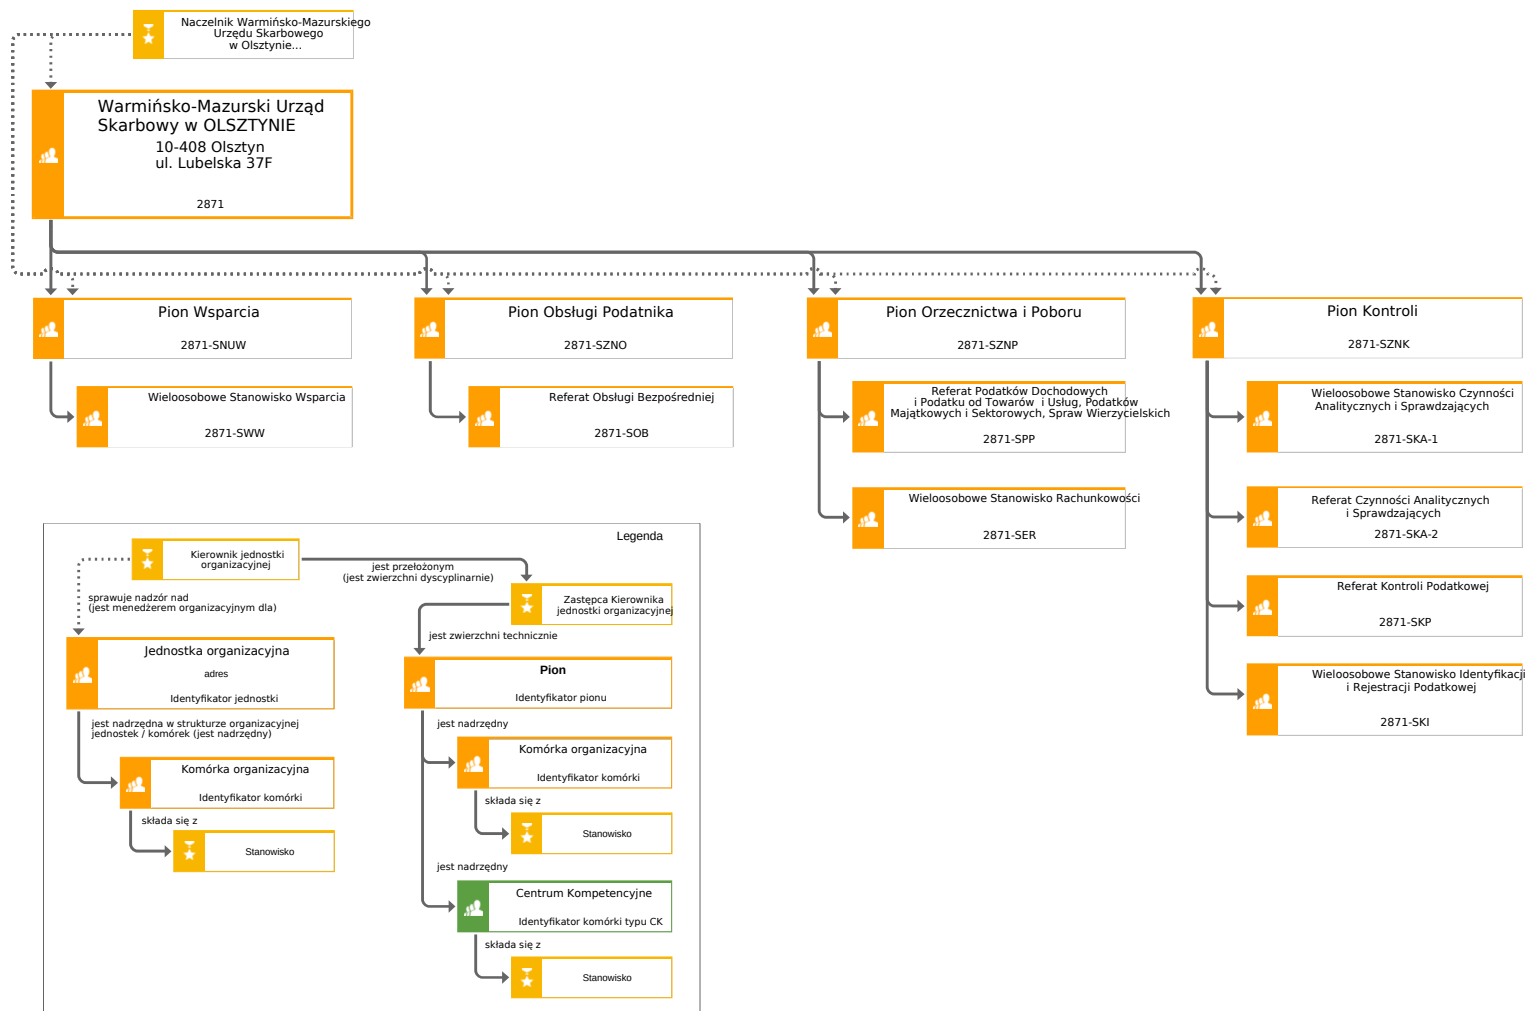 Naczelnik Warmińsko-Mazurskiego
Urzędu Skarbowego
w Olsztynie...
Warmińsko-Mazurski Urząd
Skarbowy w OLSZTYNIE
10-408 Olsztyn
ul. Lubelska 37F
2871
Pion Wsparcia
2871-SNUW
Wieloosobowe Stanowisko Wsparcia
2871-SWW
Pion Obsługi Podatnika
2871-SZNO
Referat Obsługi Bezpośredniej
2871-SOB
Pion Orzecznictwa i Poboru
2871-SZNP
Referat Podatków Dochodowych
i Podatku od Towarów  i Usług, Podatków
Majątkowych i Sektorowych, Spraw Wierzycielskich
2871-SPP
Wieloosobowe Stanowisko Rachunkowości
2871-SER
Pion Kontroli
2871-SZNK
Wieloosobowe Stanowisko Czynności
Analitycznych i Sprawdzających
2871-SKA-1
Referat Czynności Analitycznych
i Sprawdzających
2871-SKA-2
Referat Kontroli Podatkowej
2871-SKP
Wieloosobowe Stanowisko Identyfikacji
i Rejestracji Podatkowej
2871-SKI
Legenda
Kierownik jednostki
organizacyjnej
jest przełożonym
(jest zwierzchni dyscyplinarnie)
sprawuje nadzór nad
(jest menedżerem organizacyjnym dla)
Zastępca Kierownika
jednostki organizacyjnej
jest zwierzchni technicznie
Jednostka organizacyjna
adres
Identyfikator jednostki
jest nadrzędna w strukturze organizacyjnej
jednostek / komórek (jest nadrzędny)
Komórka organizacyjna
Identyfikator komórki
składa się z
Stanowisko
Pion
Identyfikator pionu
jest nadrzędny
Komórka organizacyjna
Identyfikator komórki
składa się z
Stanowisko
jest nadrzędny
Centrum Kompetencyjne
Identyfikator komórki typu CK
składa się z
Stanowisko